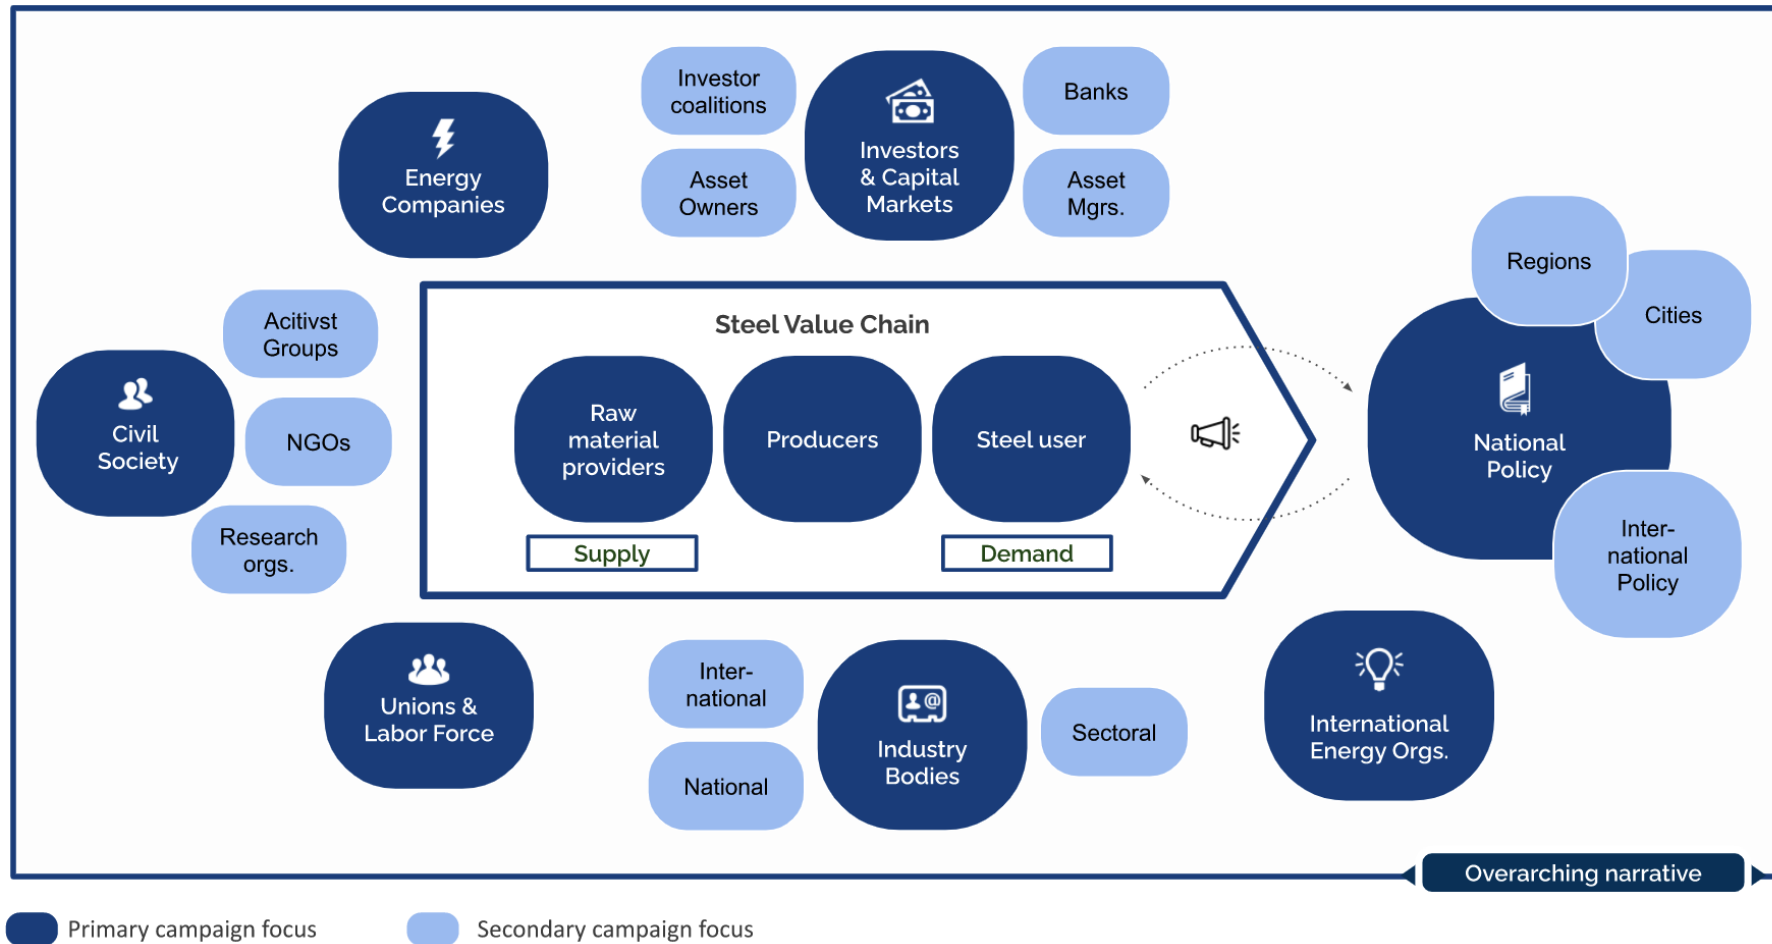 Investor
coalitions
Asset
Owners
Investors
& Capital
Markets
Banks
Asset
Mgrs.
Energy
Companies
Regions
Cities
National
Policy
Inter-
national
Policy
Acitivst
Groups
Civil
Society
NGOs
Research
orgs.
Steel Value Chain
Raw
material
providers
Producers
Steel user
Supply
Demand
Unions &
Labor Force
Inter-
national
National
Industry
Bodies
Sectoral
International
Energy Orgs.
Overarching narrative
Primary campaign focus
Secondary campaign focus